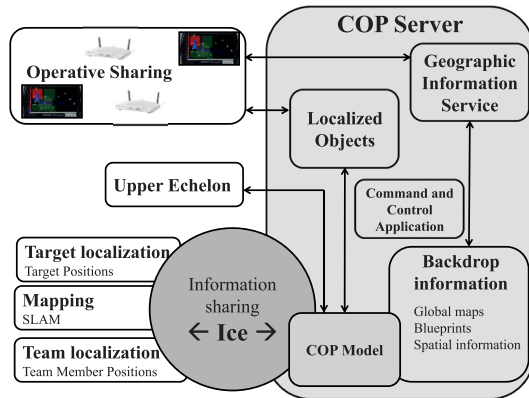 COP Server
Operative Sharing
Geographic
Information
Service
Localized
Objects
Upper Echelon
Command and
Control
Application
Target localization
Target Positions
Mapping
SLAM
Team localization
Team Member Positions
Information
sharing
← Ice →
COP Model
Backdrop
information
Global maps
Blueprints
Spatial information